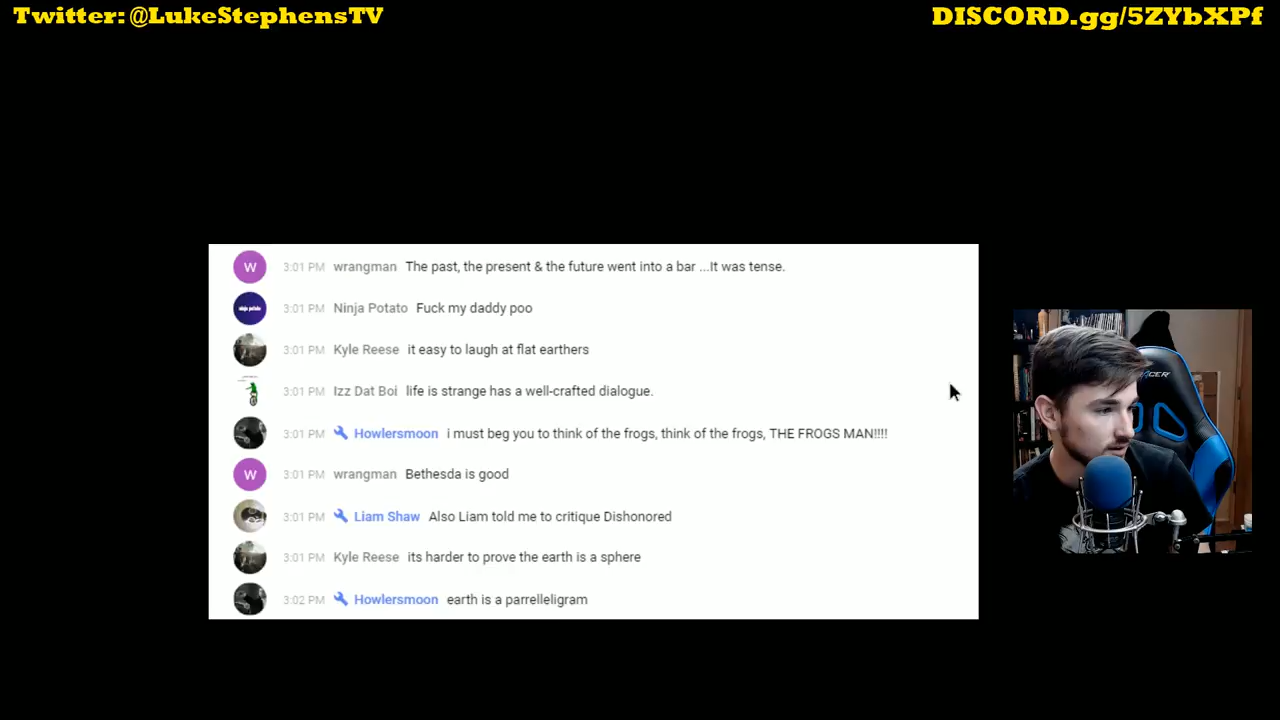 Twitter: @LukeStephensTV
DISCORD.gg/5ZYbXPf
W 3:01 PM wrangman The past, the present & the future went into a bar ...It was tense.
ninja potato 3:01 PM Ninja Potato Fuck my daddy poo
3:01 PM Kyle Reese it easy to laugh at flat earthers
3:01 PM Izz Dat Boi life is strange has a well-crafted dialogue.
3:01 PM Howlersmoon i must beg you to think of the frogs, think of the frogs, THE FROGS MAN!!!!
W 3:01 PM wrangman Bethesda is good
3:01 PM Liam Shaw Also Liam told me to critique Dishonored
3:01 PM Kyle Reese its harder to prove the earth is a sphere
3:02 PM Howlersmoon earth is a parrelleligram